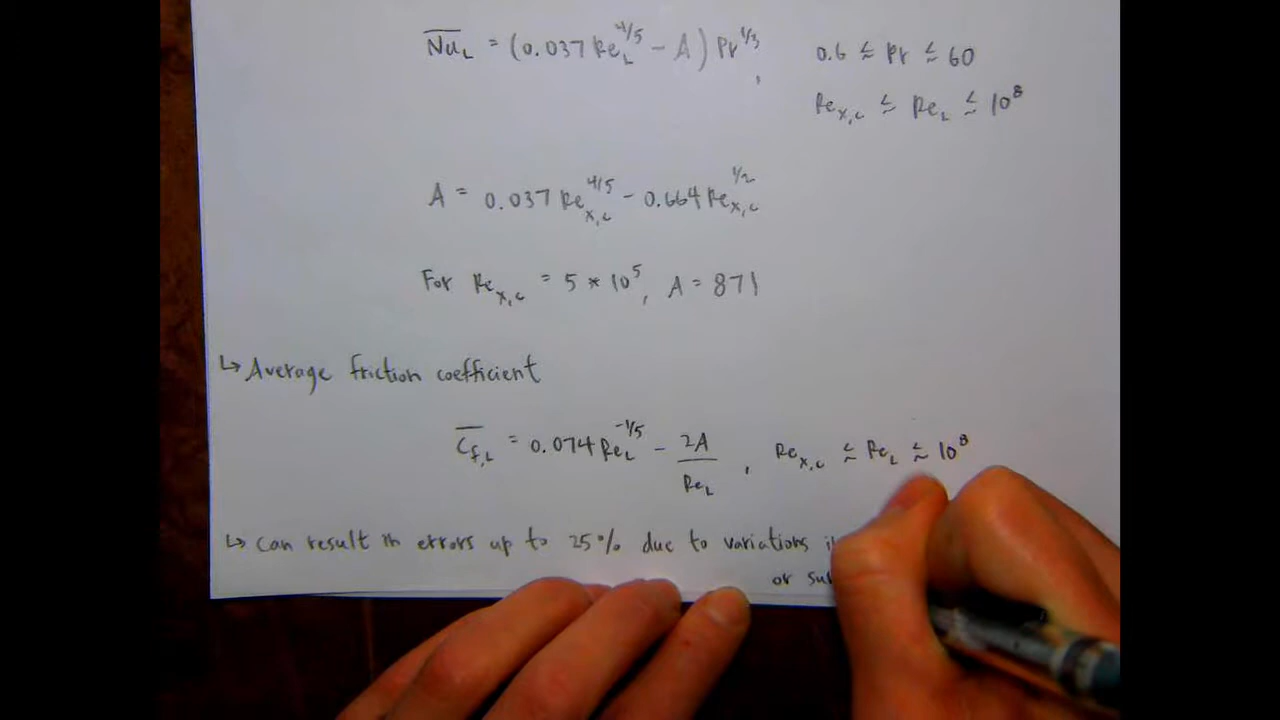 Nu̅_L = (0.037 Re_L^4/5 - A) Pr^1/3, 0.6 ≲ Pr ≲ 60
Re_x,c ≲ Re_L ≲ 10^8
A = 0.037 Re_x,c^4/5 - 0.664 Re_x,c^1/2
For Re_x,c = 5 * 10^5, A = 871
↳ Average friction coefficient
C̅_f,L = 0.074 Re_L^-1/5 - 2A/Re_L, Re_x,c ≲ Re_L ≲ 10^8
↳ can result in errors up to 25% due to variations
or